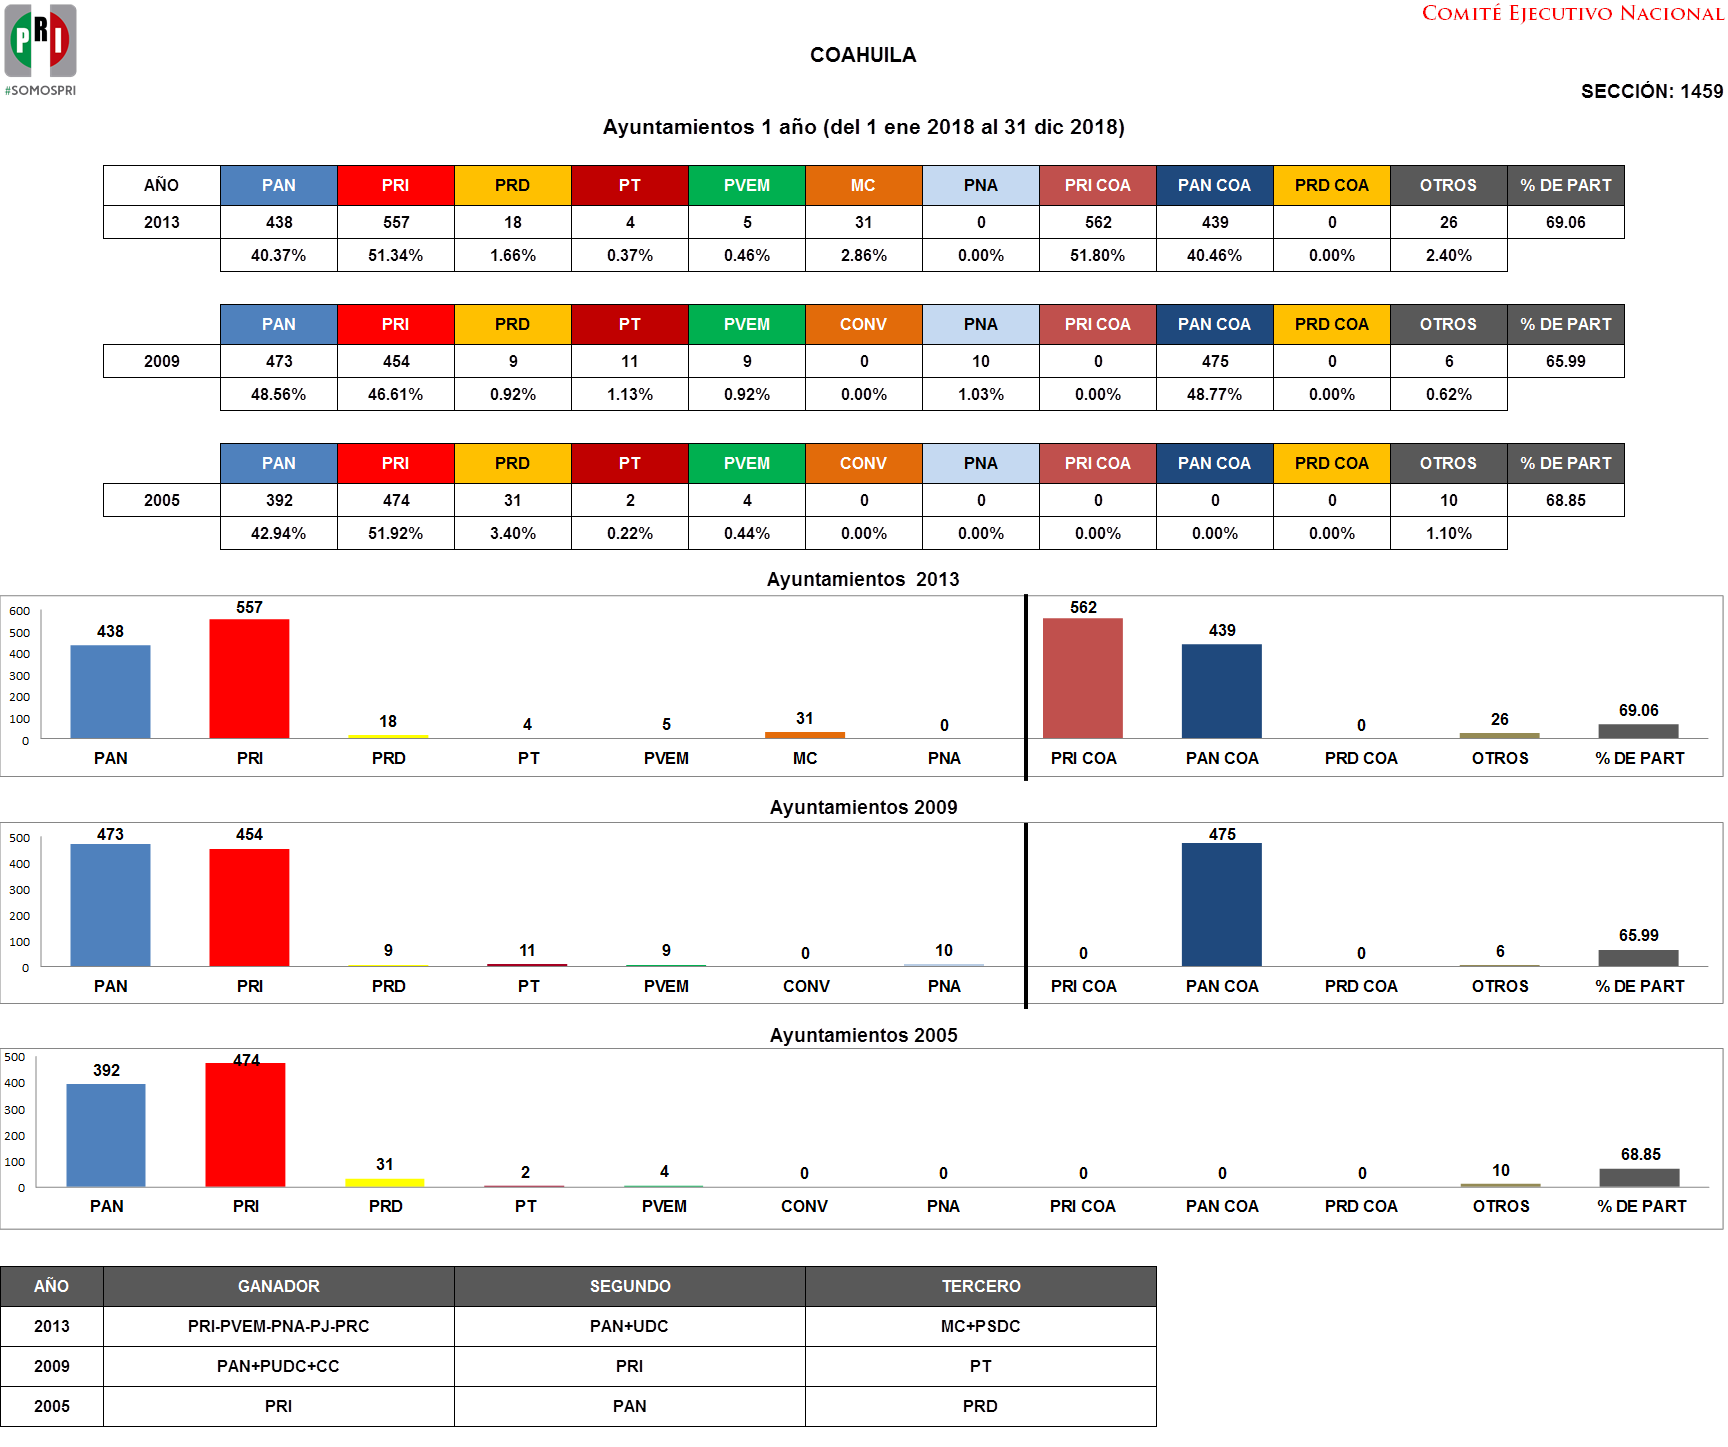 COMITÉ EJECUTIVO NACIONAL
PRI
#SOMOSPRI
COAHUILA
SECCIÓN: 1459
Ayuntamientos 1 año (del 1 ene 2018 al 31 dic 2018)
AÑO PAN PRI PRD PT PVEM MC PNA PRI COA PAN COA PRD COA OTROS % DE PART
2013 438 557 18 4 5 31 0 562 439 0 26 69.06
40.37% 51.34% 1.66% 0.37% 0.46% 2.86% 0.00% 51.80% 40.46% 0.00% 2.40%
PAN PRI PRD PT PVEM CONV PNA PRI COA PAN COA PRD COA OTROS % DE PART
2009 473 454 9 11 9 0 10 0 475 0 6 65.99
48.56% 46.61% 0.92% 1.13% 0.92% 0.00% 1.03% 0.00% 48.77% 0.00% 0.62%
PAN PRI PRD PT PVEM CONV PNA PRI COA PAN COA PRD COA OTROS % DE PART
2005 392 474 31 2 4 0 0 0 0 0 10 68.85
42.94% 51.92% 3.40% 0.22% 0.44% 0.00% 0.00% 0.00% 0.00% 0.00% 1.10%
Ayuntamientos 2013
600
500
400
300
200
100
0
438 557 18 4 5 31 0 562 439 0 26 69.06
PAN PRI PRD PT PVEM MC PNA PRI COA PAN COA PRD COA OTROS % DE PART
Ayuntamientos 2009
500
400
300
200
100
0
473 454 9 11 9 0 10 0 475 0 6 65.99
PAN PRI PRD PT PVEM CONV PNA PRI COA PAN COA PRD COA OTROS % DE PART
Ayuntamientos 2005
500
400
300
200
100
0
392 474 31 2 4 0 0 0 0 0 10 68.85
PAN PRI PRD PT PVEM CONV PNA PRI COA PAN COA PRD COA OTROS % DE PART
AÑO GANADOR SEGUNDO TERCERO
2013 PRI-PVEM-PNA-PJ-PRC PAN+UDC MC+PSDC
2009 PAN+PUDC+CC PRI PT
2005 PRI PAN PRD